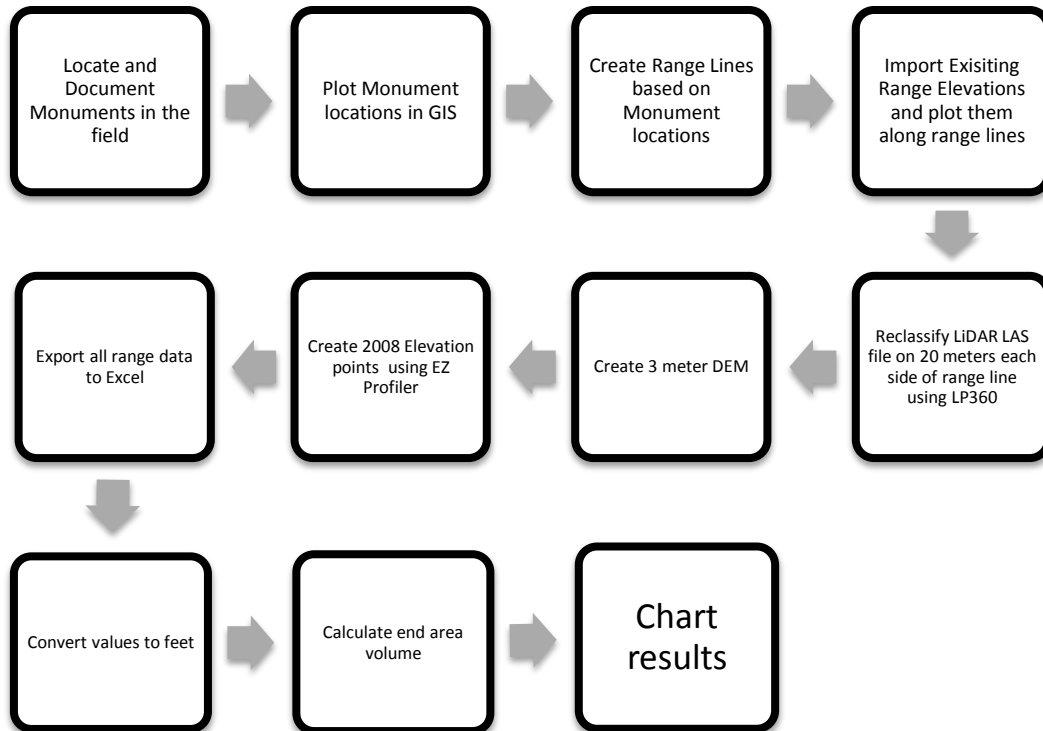 Locate and
Document
Monuments in the
field
Plot Monument
locations in GIS
Create Range Lines
based on
Monument
locations
Import Exisiting
Range Elevations
and plot them
along range lines
Reclassify LiDAR LAS
file on 20 meters each
side of range line
using LP360
Create 3 meter DEM
Create 2008 Elevation
points using EZ
Profiler
Export all range data
to Excel
Convert values to feet
Calculate end area
volume
Chart
results